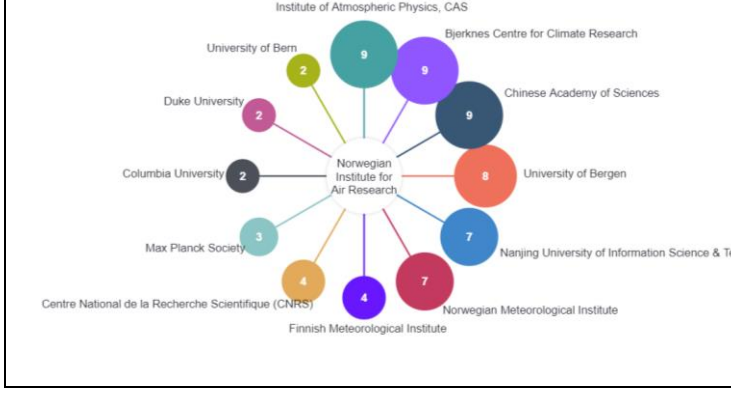 Institute of Atmospheric Physics, CAS
9
Bjerknes Centre for Climate Research
9
Chinese Academy of Sciences
9
University of Bergen
8
Nanjing University of Information Science & Te
7
Norwegian Meteorological Institute
7
Finnish Meteorological Institute
4
Centre National de la Recherche Scientifique (CNRS)
4
Max Planck Society
3
Columbia University
2
Duke University
2
University of Bern
2
Norwegian
Institute for
Air Research